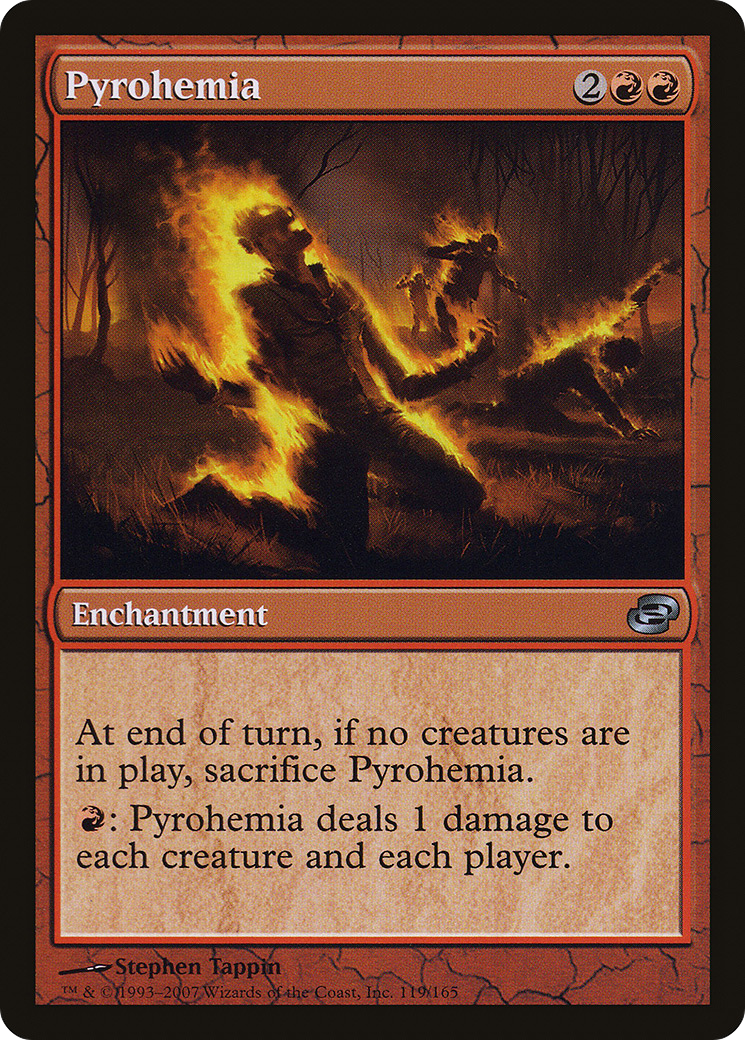 Pyrohemia 2
Enchantment
At end of turn, if no creatures are
in play, sacrifice Pyrohemia.
: Pyrohemia deals 1 damage to
each creature and each player.
Stephen Tappin
™ & © 1993–2007 Wizards of the Coast, Inc. 119/165